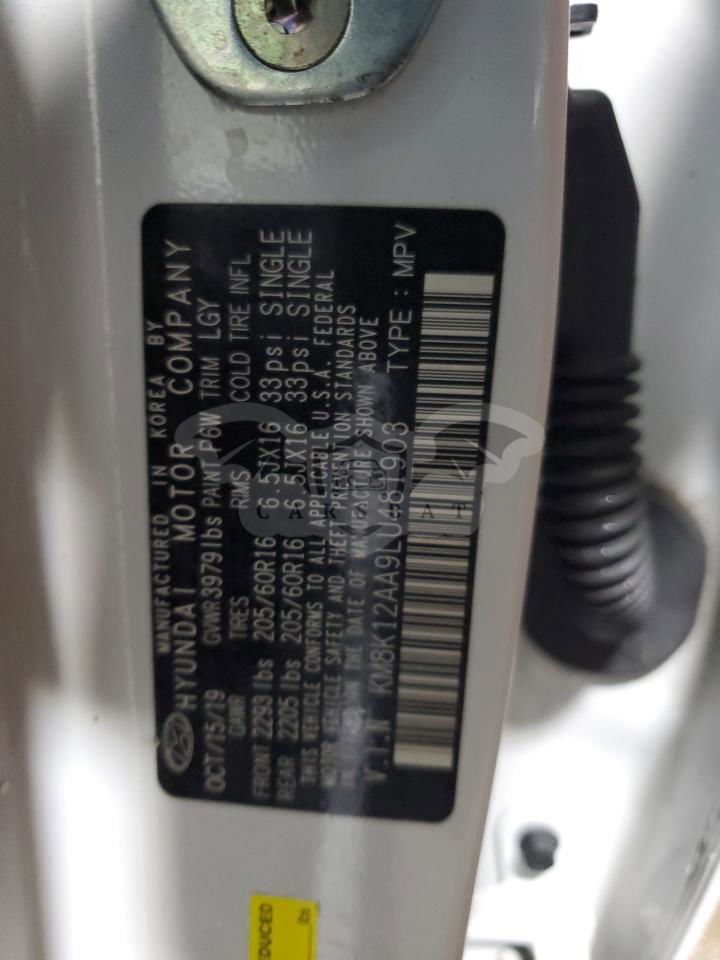 MANUFACTURED IN KOREA BY
HYUNDAI MOTOR COMPANY
OCT/15/19 GVWR 3979 lbs PAINT P6W TRIM LGY
GAWR TIRES RIMS COLD TIRE INFL
FRONT 2293 lbs 205/60R16 6.5JX16 33psi SINGLE
REAR 2205 lbs 205/60R16 6.5JX16 33psi SINGLE
THIS VEHICLE CONFORMS TO ALL APPLICABLE U.S.A. FEDERAL
MOTOR VEHICLE SAFETY AND THEFT PREVENTION STANDARDS
IN EFFECT ON THE DATE OF MANUFACTURE SHOWN ABOVE
V.I.N KM8K12AA9LU481903 TYPE : MPV
EDUCED
lbs